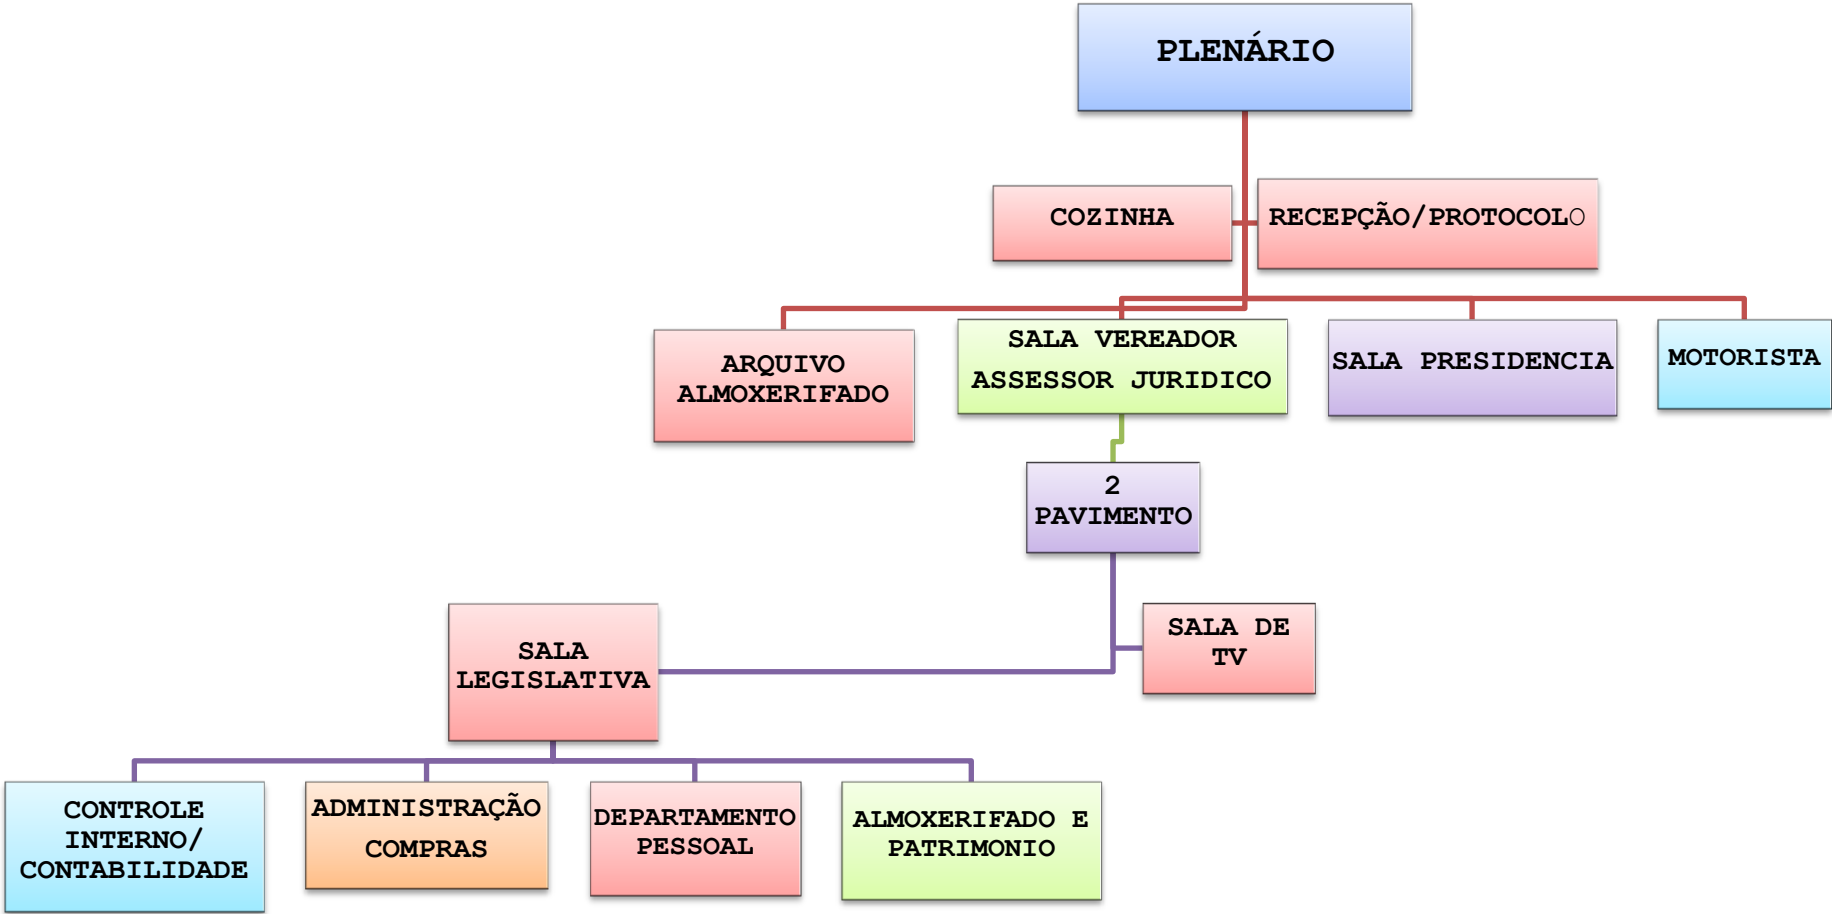 PLENÁRIO
COZINHA
RECEPÇÃO/PROTOCOLO
ARQUIVO
ALMOXERIFADO
SALA VEREADOR
ASSESSOR JURIDICO
SALA PRESIDENCIA
MOTORISTA
2
PAVIMENTO
SALA
LEGISLATIVA
SALA DE
TV
CONTROLE
INTERNO/
CONTABILIDADE
ADMINISTRAÇÃO
COMPRAS
DEPARTAMENTO
PESSOAL
ALMOXERIFADO E
PATRIMONIO